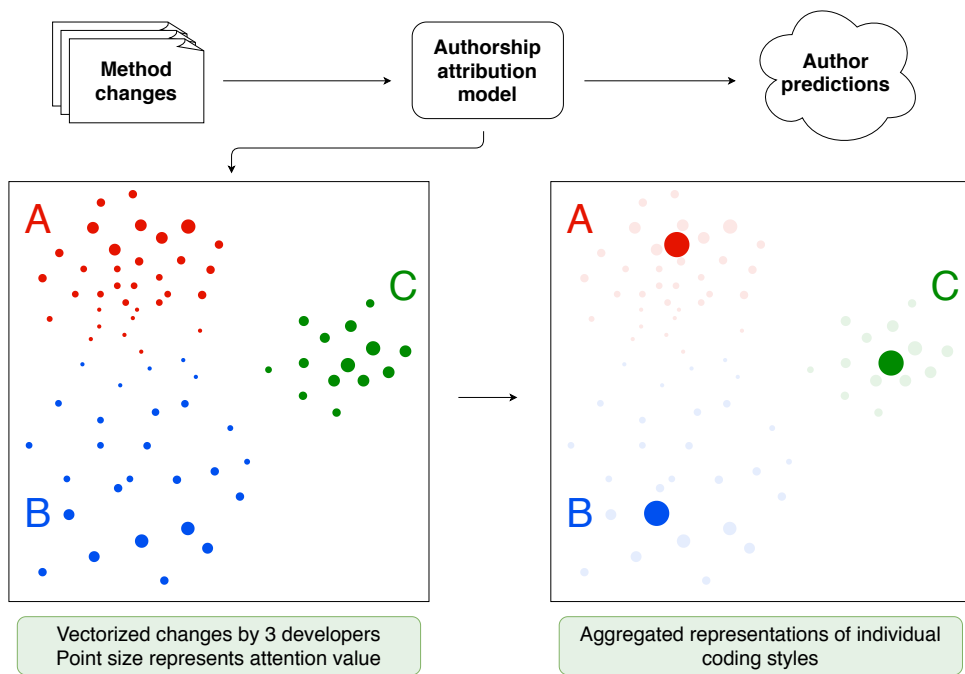 Method
changes
Authorship
attribution
model
Author
predictions
A
C
B
A
C
B
Vectorized changes by 3 developers
Point size represents attention value
Aggregated representations of individual
coding styles